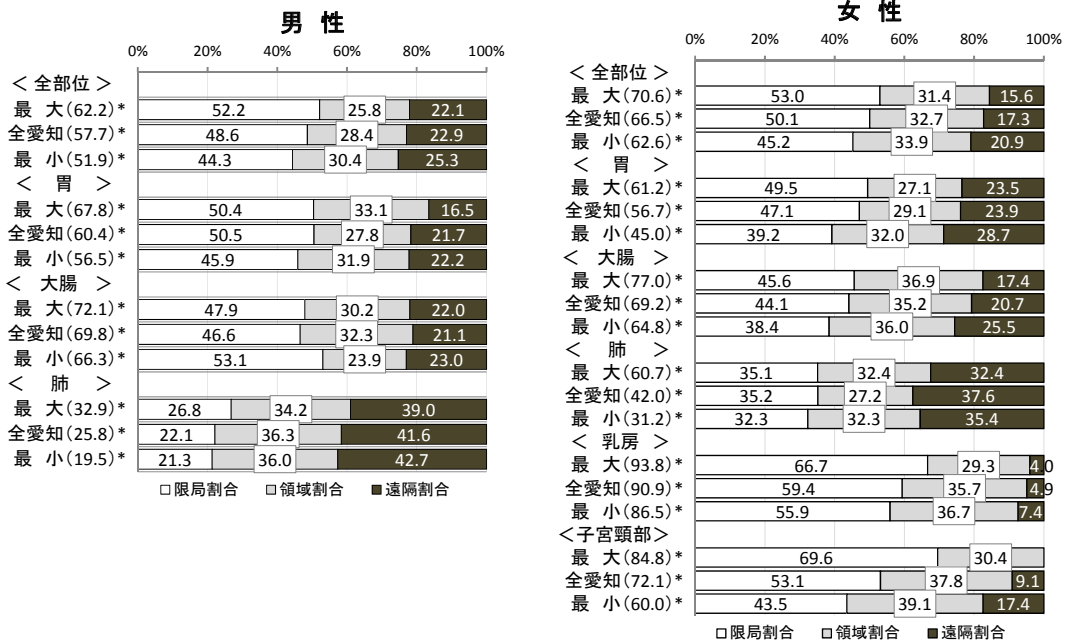 男 性
0% 20% 40% 60% 80% 100%
＜ 全部位 ＞
最 大(62.2)* 52.2 25.8 22.1
全愛知(57.7)* 48.6 28.4 22.9
最 小(51.9)* 44.3 30.4 25.3
＜ 胃 ＞
最 大(67.8)* 50.4 33.1 16.5
全愛知(60.4)* 50.5 27.8 21.7
最 小(56.5)* 45.9 31.9 22.2
＜ 大腸 ＞
最 大(72.1)* 47.9 30.2 22.0
全愛知(69.8)* 46.6 32.3 21.1
最 小(66.3)* 53.1 23.9 23.0
＜ 肺 ＞
最 大(32.9)* 26.8 34.2 39.0
全愛知(25.8)* 22.1 36.3 41.6
最 小(19.5)* 21.3 36.0 42.7
限局割合 領域割合 遠隔割合
女 性
0% 20% 40% 60% 80% 100%
＜ 全部位 ＞
最 大(70.6)* 53.0 31.4 15.6
全愛知(66.5)* 50.1 32.7 17.3
最 小(62.6)* 45.2 33.9 20.9
＜ 胃 ＞
最 大(61.2)* 49.5 27.1 23.5
全愛知(56.7)* 47.1 29.1 23.9
最 小(45.0)* 39.2 32.0 28.7
＜ 大腸 ＞
最 大(77.0)* 45.6 36.9 17.4
全愛知(69.2)* 44.1 35.2 20.7
最 小(64.8)* 38.4 36.0 25.5
＜ 肺 ＞
最 大(60.7)* 35.1 32.4 32.4
全愛知(42.0)* 35.2 27.2 37.6
最 小(31.2)* 32.3 32.3 35.4
＜ 乳房 ＞
最 大(93.8)* 66.7 29.3 4.0
全愛知(90.9)* 59.4 35.7 4.9
最 小(86.5)* 55.9 36.7 7.4
＜子宮頸部＞
最 大(84.8)* 69.6 30.4
全愛知(72.1)* 53.1 37.8 9.1
最 小(60.0)* 43.5 39.1 17.4
限局割合 領域割合 遠隔割合